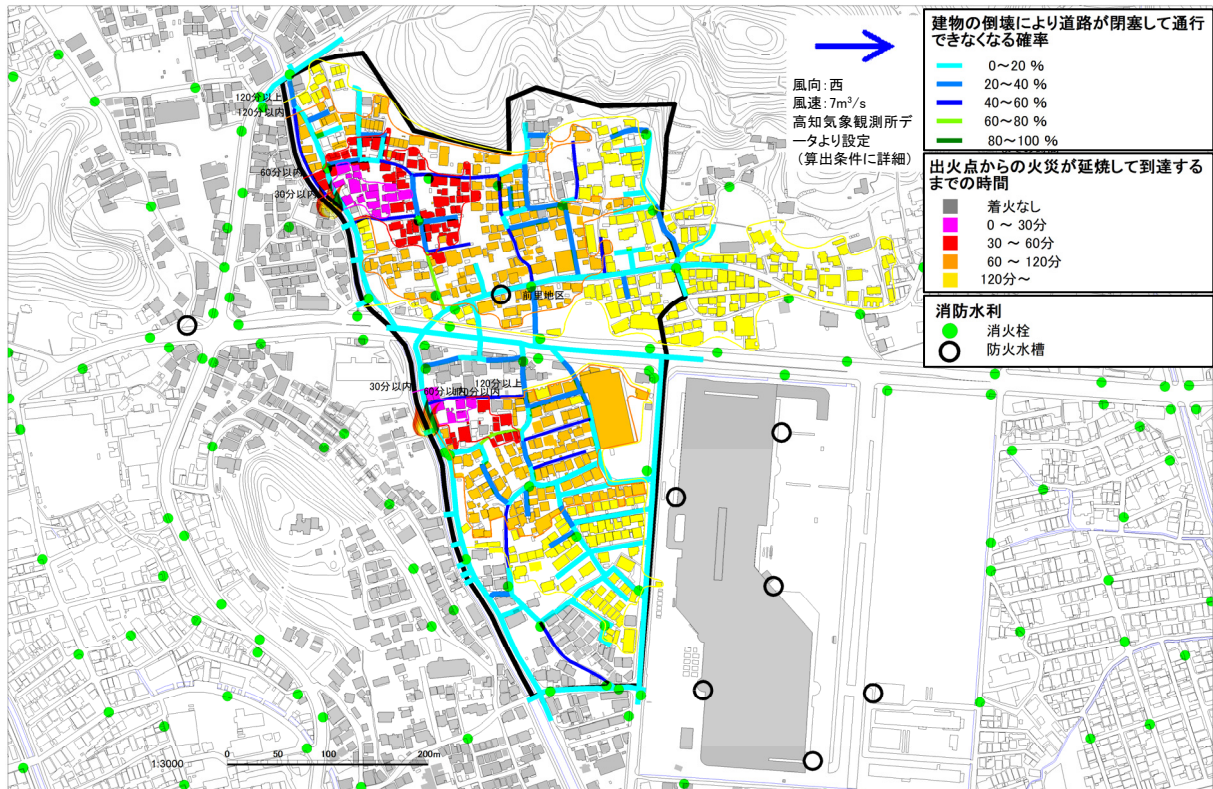 建物の倒壊により道路が閉塞して通行
できなくなる確率
0～20 %
20～40 %
40～60 %
60～80 %
80～100 %
風向:西
風速:7m³/s
高知気象観測所デ
ータより設定
(算出条件に詳細)
出火点からの火災が延焼して到達する
までの時間
着火なし
0 ～ 30分
30 ～ 60分
60 ～ 120分
120分～
消防水利
消火栓
防火水槽
120分以上
120分以内
60分以内
30分以内
前里地区
30分以内
60分以内
120分以上
1:3000
0 50 100 200m